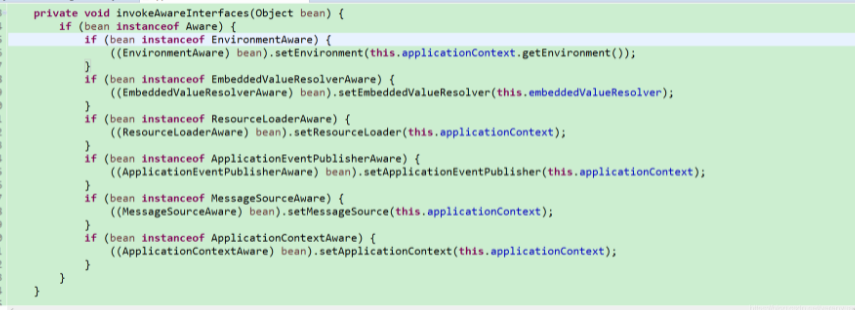 private void invokeAwareInterfaces(Object bean) {
    if (bean instanceof Aware) {
        if (bean instanceof EnvironmentAware) {
            ((EnvironmentAware) bean).setEnvironment(this.applicationContext.getEnvironment());
        }
        if (bean instanceof EmbeddedValueResolverAware) {
            ((EmbeddedValueResolverAware) bean).setEmbeddedValueResolver(this.embeddedValueResolver);
        }
        if (bean instanceof ResourceLoaderAware) {
            ((ResourceLoaderAware) bean).setResourceLoader(this.applicationContext);
        }
        if (bean instanceof ApplicationEventPublisherAware) {
            ((ApplicationEventPublisherAware) bean).setApplicationEventPublisher(this.applicationContext);
        }
        if (bean instanceof MessageSourceAware) {
            ((MessageSourceAware) bean).setMessageSource(this.applicationContext);
        }
        if (bean instanceof ApplicationContextAware) {
            ((ApplicationContextAware) bean).setApplicationContext(this.applicationContext);
        }
    }
}